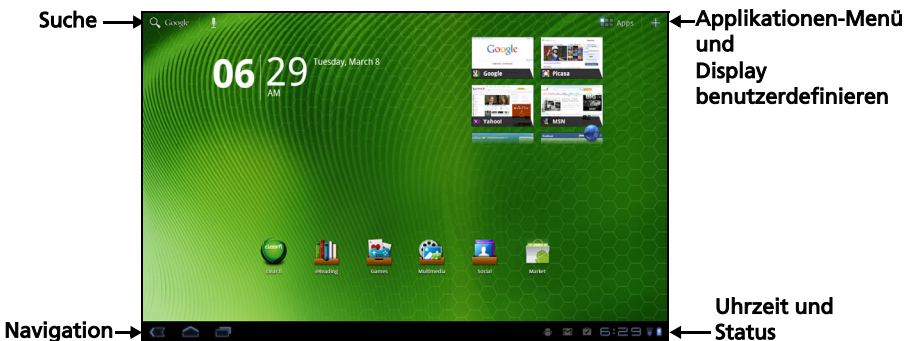 Suche
Google
Apps
Applikationen-Menü
und
Display
benutzerdefinieren
06 29
AM
Tuesday, March 8
Google
Google
Picasa
Yahoo!
MSN
eReading
Games
Multimedia
Social
Market
Navigation
6:29
Uhrzeit und
Status